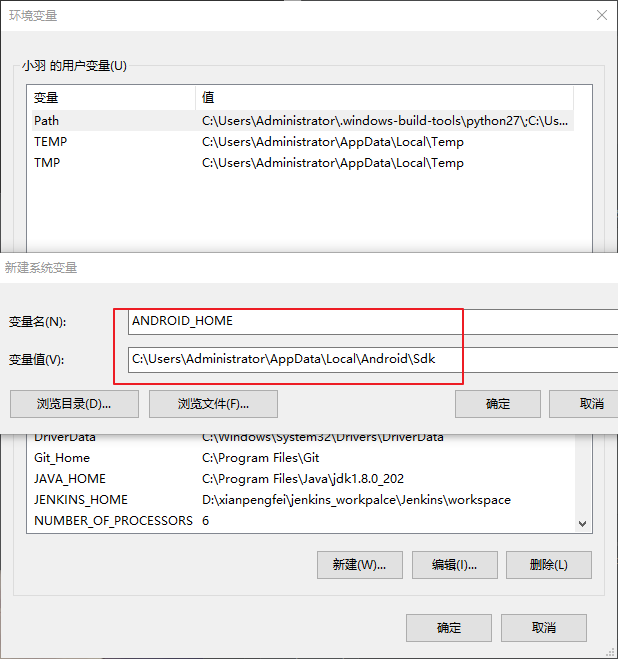 环境变量
小羽 的用户变量(U)
变量 值
Path C:\Users\Administrator\.windows-build-tools\python27\;C:\Us...
TEMP C:\Users\Administrator\AppData\Local\Temp
TMP C:\Users\Administrator\AppData\Local\Temp
新建系统变量
变量名(N): ANDROID_HOME
变量值(V): C:\Users\Administrator\AppData\Local\Android\Sdk
浏览目录(D)... 浏览文件(F)... 确定 取消
DriverData C:\Windows\System32\Drivers\DriverData
Git_Home C:\Program Files\Git
JAVA_HOME C:\Program Files\Java\jdk1.8.0_202
JENKINS_HOME D:\xianpengfei\jenkins_workpalce\Jenkins\workspace
NUMBER_OF_PROCESSORS 6
新建(W)... 编辑(I)... 删除(L)
确定 取消